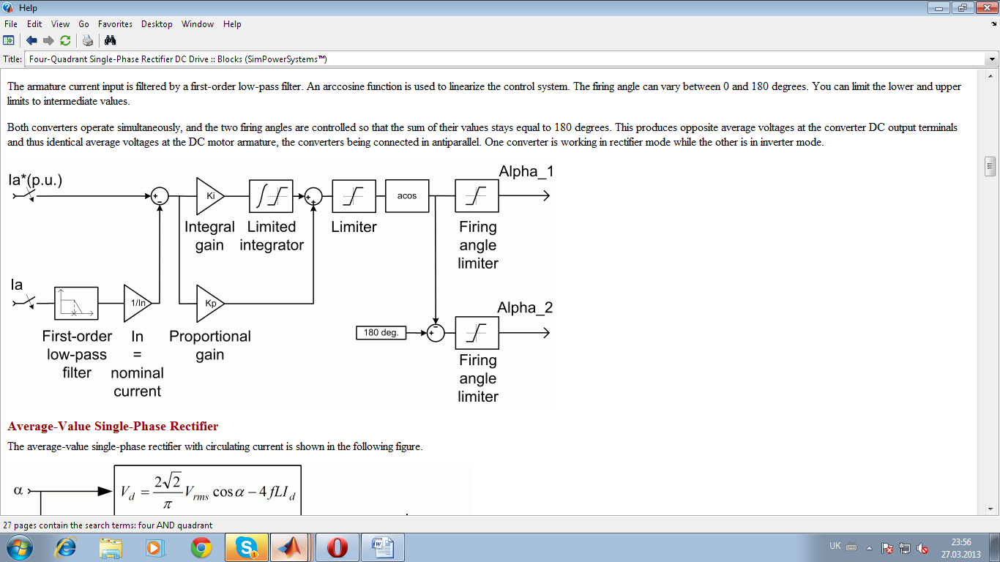 Help
File Edit View Go Favorites Desktop Window Help
Title: Four-Quadrant Single-Phase Rectifier DC Drive :: Blocks (SimPowerSystems™)
The armature current input is filtered by a first-order low-pass filter. An arccosine function is used to linearize the control system. The firing angle can vary between 0 and 180 degrees. You can limit the lower and upper
limits to intermediate values.
Both converters operate simultaneously, and the two firing angles are controlled so that the sum of their values stays equal to 180 degrees. This produces opposite average voltages at the converter DC output terminals
and thus identical average voltages at the DC motor armature, the converters being connected in antiparallel. One converter is working in rectifier mode while the other is in inverter mode.
Ia*(p.u.)
Alpha_1
Ki
acos
Integral
gain
Limited
integrator
Limiter
Firing
angle
limiter
Ia
1/In
Kp
Alpha_2
180 deg.
First-order
low-pass
filter
In
=
nominal
current
Proportional
gain
Firing
angle
limiter
Average-Value Single-Phase Rectifier
The average-value single-phase rectifier with circulating current is shown in the following figure.
α
V_d = 2√2/π V_rms cos α − 4fLI_d
27 pages contain the search terms: four AND quadrant
UK
23:56
27.03.2013